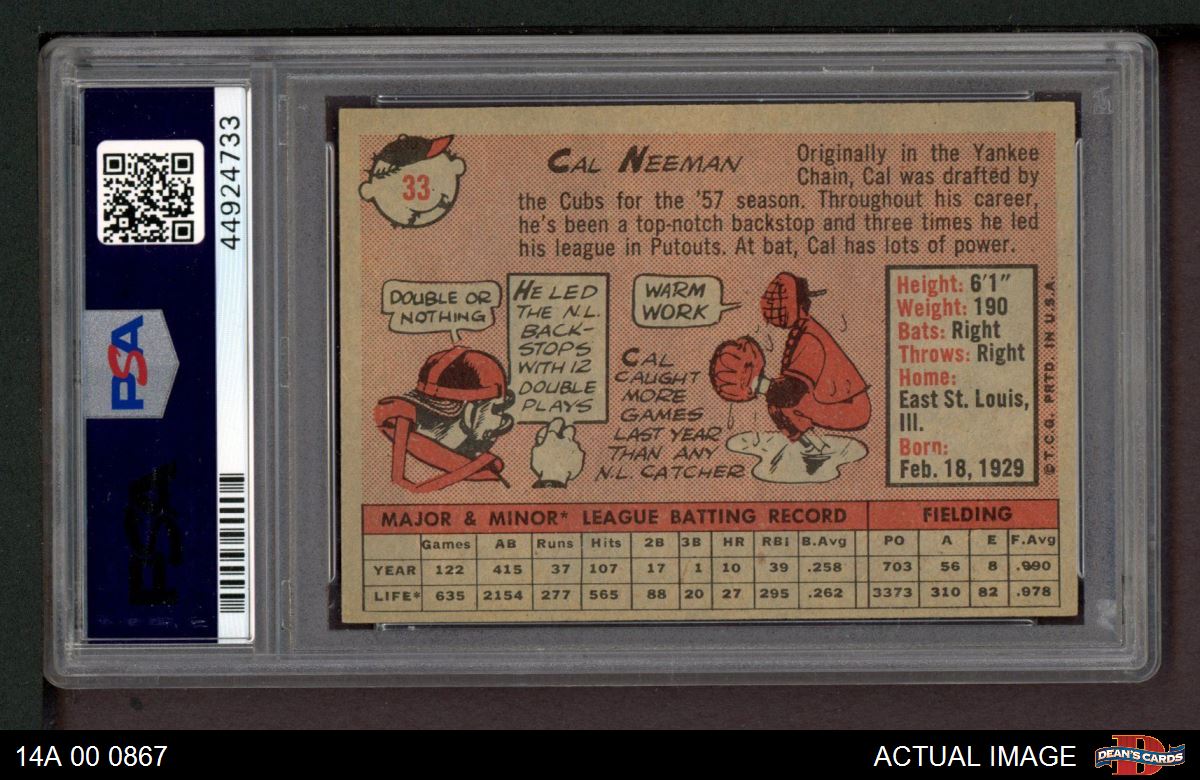 PSA
PSA
44924733
33
CAL NEEMAN
Originally in the Yankee
Chain, Cal was drafted by
the Cubs for the '57 season. Throughout his career,
he's been a top-notch backstop and three times he led
his league in Putouts. At bat, Cal has lots of power.
DOUBLE OR
NOTHING
HE LED
THE N.L.
BACK-
STOPS
WITH 12
DOUBLE
PLAYS
WARM
WORK
CAL
CAUGHT
MORE
GAMES
LAST YEAR
THAN ANY
N.L. CATCHER
Height: 6'1"
Weight: 190
Bats: Right
Throws: Right
Home:
East St. Louis,
Ill.
Born:
Feb. 18, 1929
©T.C.G. PRTD. IN U.S.A.
MAJOR & MINOR* LEAGUE BATTING RECORD FIELDING
Games AB Runs Hits 2B 3B HR RBI B.Avg PO A E F.Avg
YEAR 122 415 37 107 17 1 10 39 .258 703 56 8 .990
LIFE* 635 2154 277 565 88 20 27 295 .262 3373 310 82 .978
14A 00 0867
ACTUAL IMAGE
DEAN'S CARDS